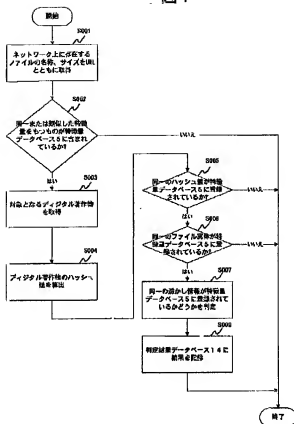 開始
S001
ネットワーク上に存在する
ファイルの名称、サイズをURL
とともに取得
S002
同一または類似した特徴
量をもつものが特徴量
データベース5に含まれ
ているか?
いいえ
はい
S003
対象となるディジタル著作物
を取得
S004
ディジタル著作物のハッシュ
値を算出
S005
同一のハッシュ量が特徴
量データベース5に登録
されているか?
いいえ
はい
S006
同一のファイル実体が特
徴量データベース5に登
録されているか?
いいえ
はい
S007
同一の透かし情報が特徴量
データベース5に登録されて
いるかどうかを判定
S008
判定結果データベース14に
結果を記録
終了